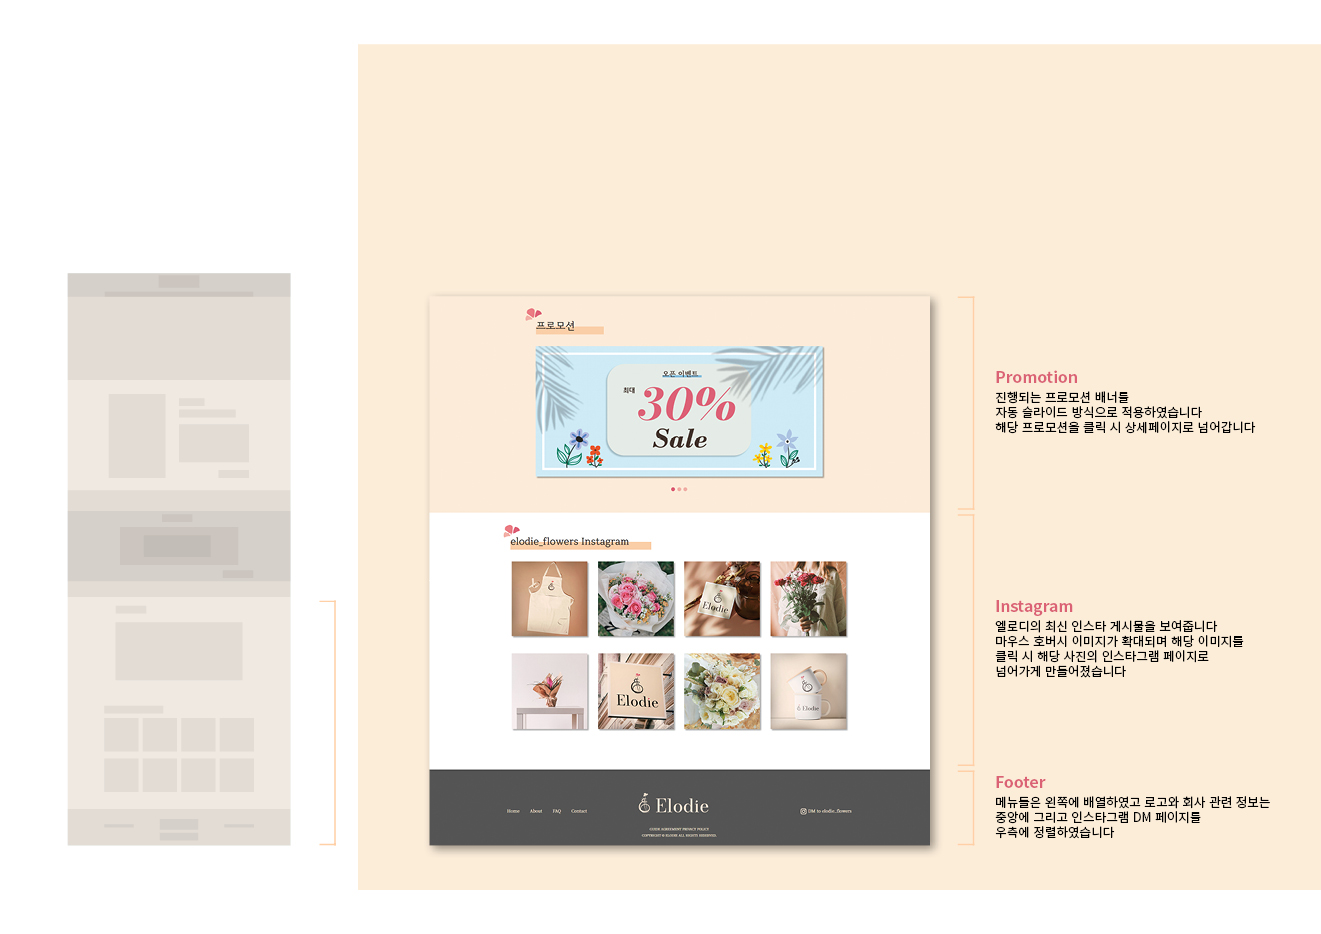 프로모션
오픈 이벤트
최대
30%
Sale
elodie_flowers Instagram
Elodie
Elodie
Elodie
Home About FAQ Contact
Elodie
GUIDE AGREEMENT PRIVACY POLICY
COPYRIGHT © ELODIE ALL RIGHTS RESERVED.
DM to elodie_flowers
Promotion
진행되는 프로모션 배너를
자동 슬라이드 방식으로 적용하였습니다
해당 프로모션을 클릭 시 상세페이지로 넘어갑니다
Instagram
엘로디의 최신 인스타 게시물을 보여줍니다
마우스 호버시 이미지가 확대되며 해당 이미지를
클릭 시 해당 사진의 인스타그램 페이지로
넘어가게 만들어졌습니다
Footer
메뉴들은 왼쪽에 배열하였고 로고와 회사 관련 정보는
중앙에 그리고 인스타그램 DM 페이지를
우측에 정렬하였습니다